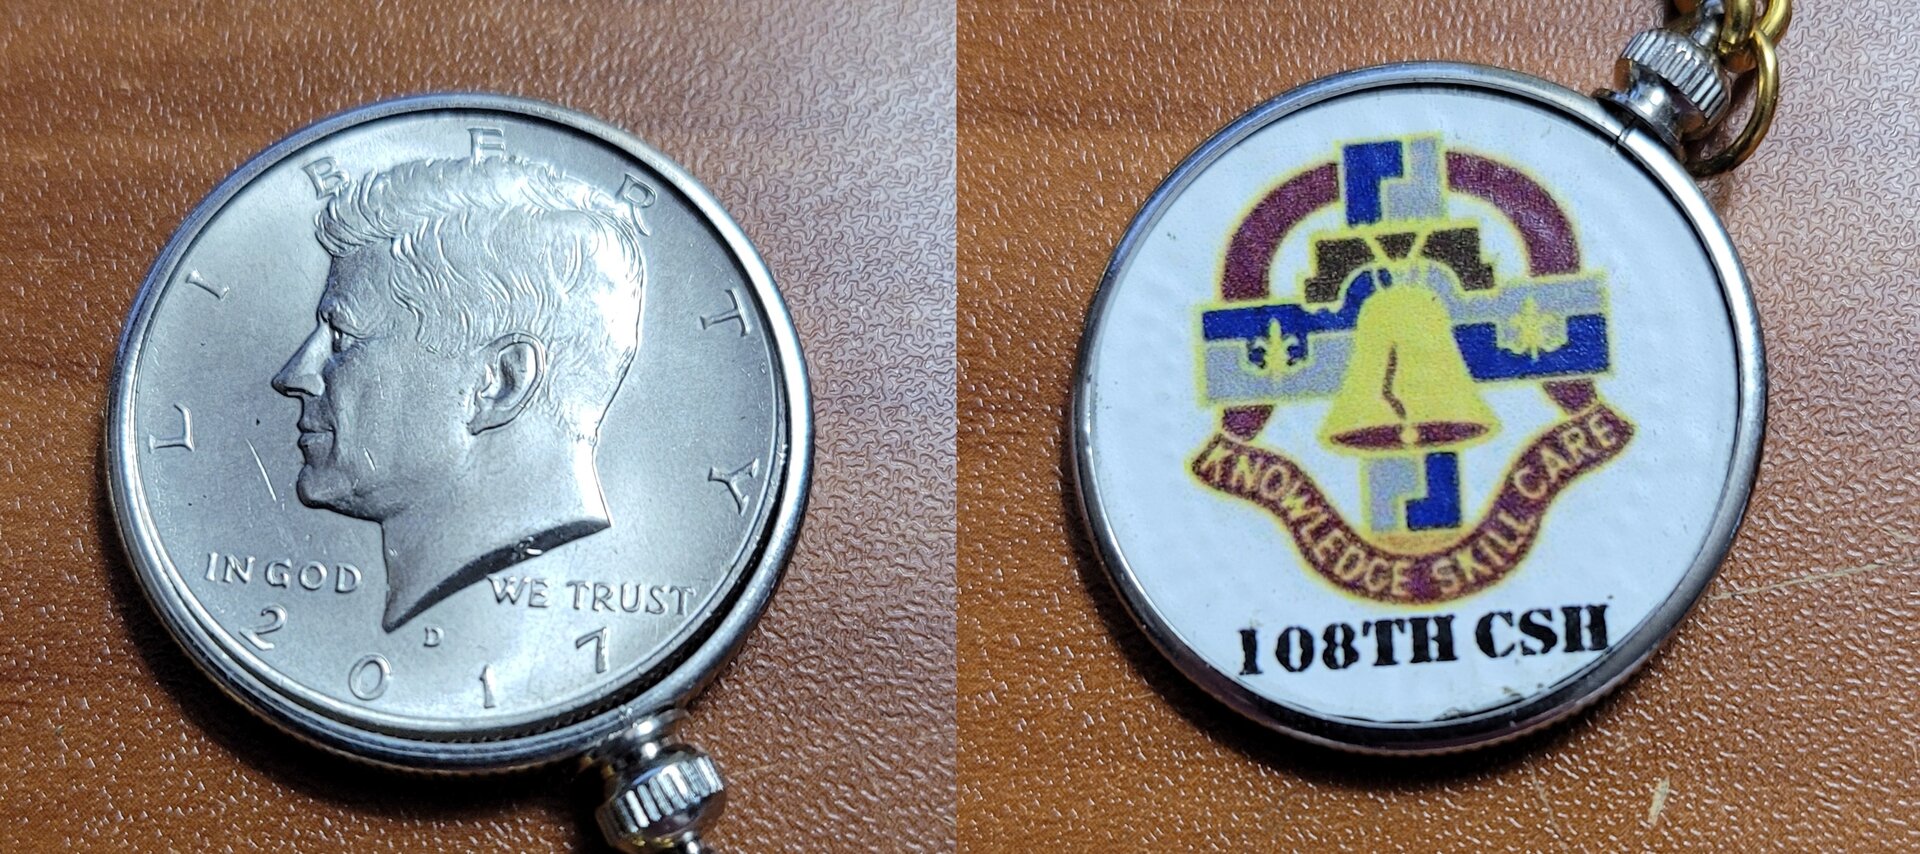 LIBERTY
IN GOD WE TRUST
D
2017
KNOWLEDGE SKILL CARE
108TH CSH